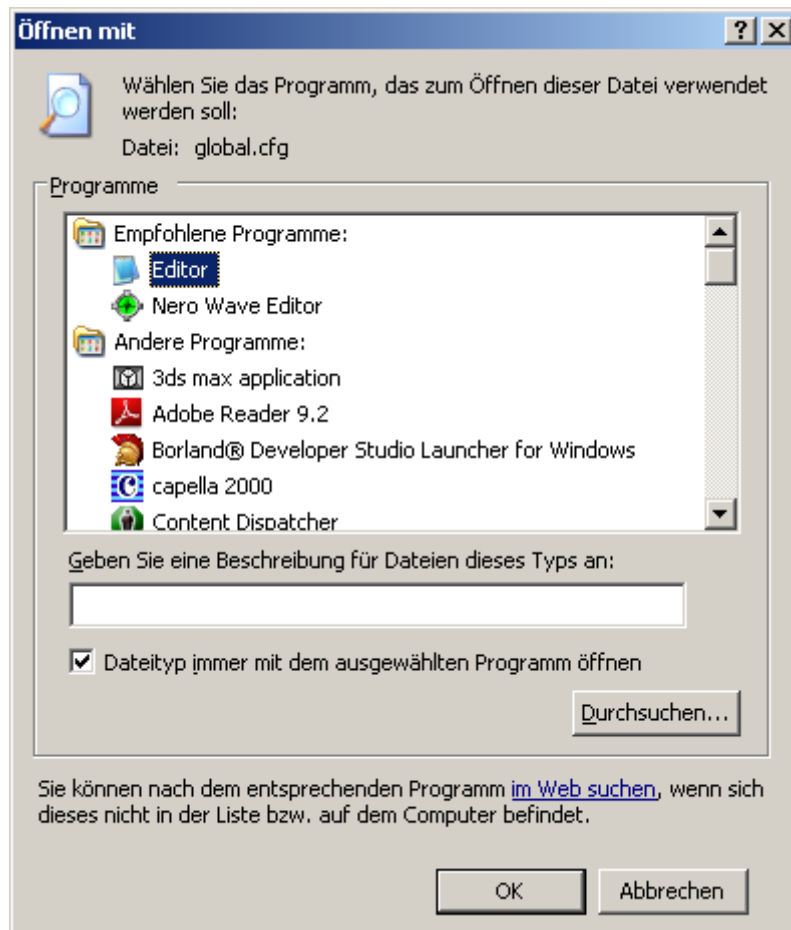 Öffnen mit
Wählen Sie das Programm, das zum Öffnen dieser Datei verwendet
werden soll:
Datei: global.cfg
Programme
Empfohlene Programme:
Editor
Nero Wave Editor
Andere Programme:
3ds max application
Adobe Reader 9.2
Borland® Developer Studio Launcher for Windows
capella 2000
Content Dispatcher
Geben Sie eine Beschreibung für Dateien dieses Typs an:
Dateityp immer mit dem ausgewählten Programm öffnen
Durchsuchen...
Sie können nach dem entsprechenden Programm im Web suchen, wenn sich
dieses nicht in der Liste bzw. auf dem Computer befindet.
OK
Abbrechen